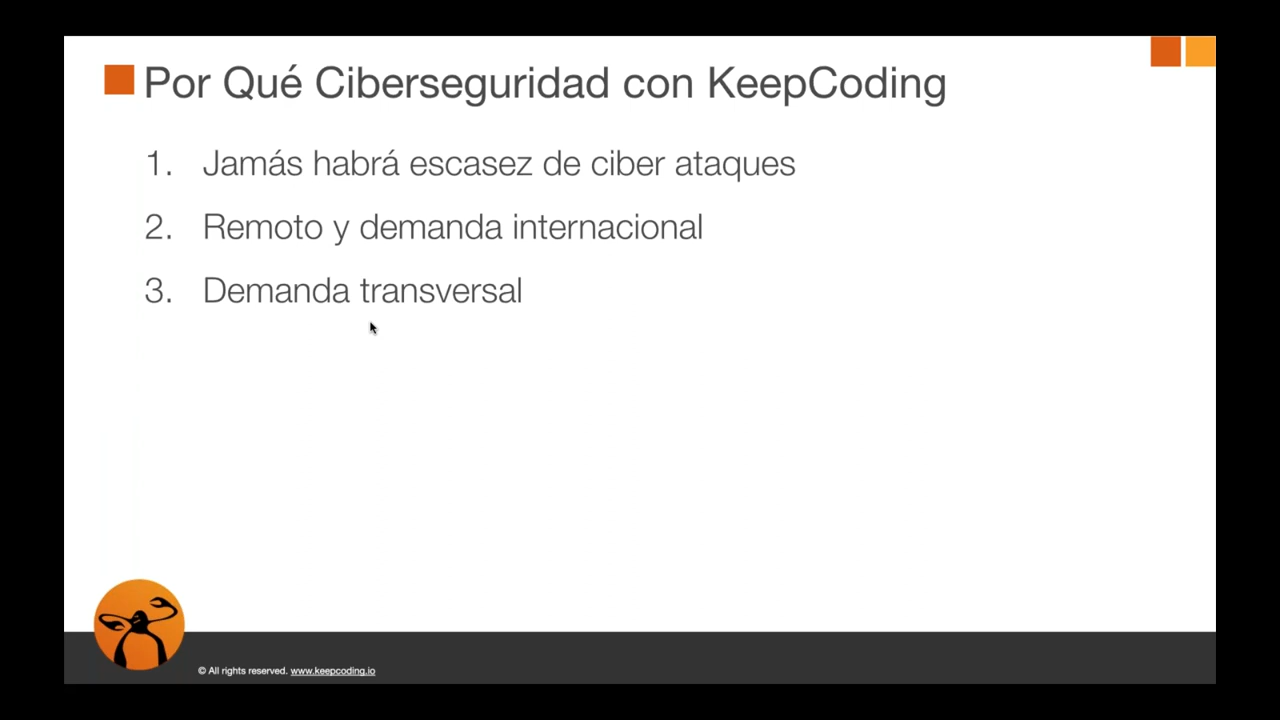 Por Qué Ciberseguridad con KeepCoding
1. Jamás habrá escasez de ciber ataques
2. Remoto y demanda internacional
3. Demanda transversal
© All rights reserved. www.keepcoding.io